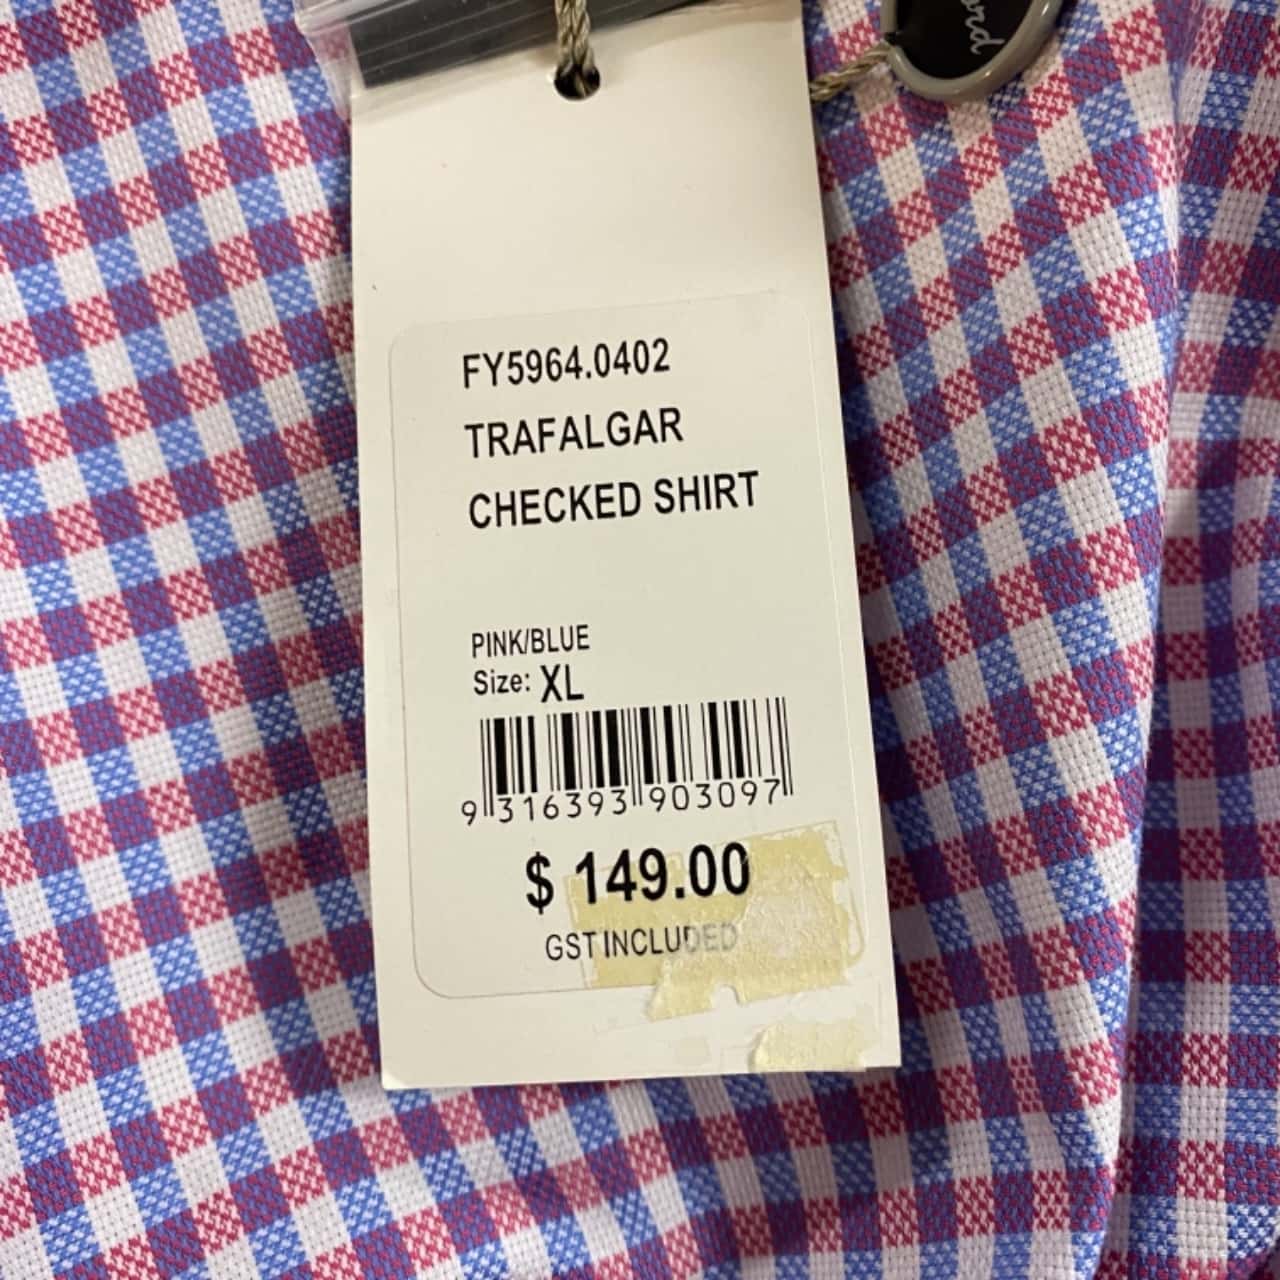 FY5964.0402
TRAFALGAR
CHECKED SHIRT
PINK/BLUE
Size: XL
9 316393 903097
$ 149.00
GST INCLUDED